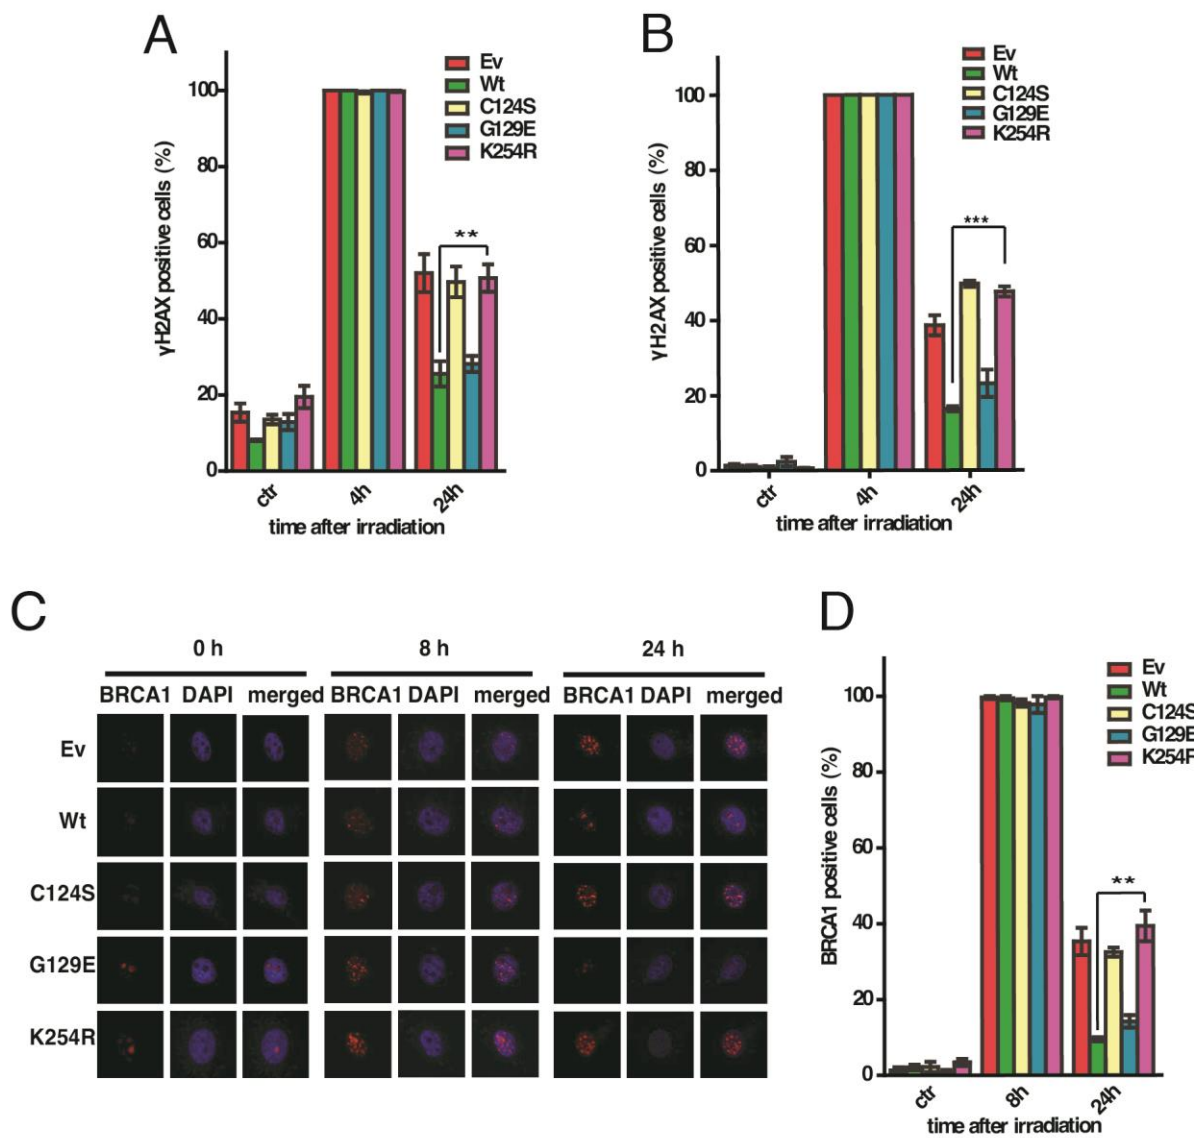 A
γH2AX positive cells (%)
100
80
60
40
20
0
Ev
Wt
C124S
G129E
K254R
**
ctr
4h
24h
time after irradiation
B
γH2AX positive cells (%)
100
80
60
40
20
0
Ev
Wt
C124S
G129E
K254R
***
ctr
4h
24h
time after irradiation
C
0 h 8 h 24 h
BRCA1 DAPI merged BRCA1 DAPI merged BRCA1 DAPI merged
Ev
Wt
C124S
G129E
K254R
D
BRCA1 positive cells (%)
100
80
60
40
20
0
Ev
Wt
C124S
G129E
K254R
**
ctr
8h
24h
time after irradiation